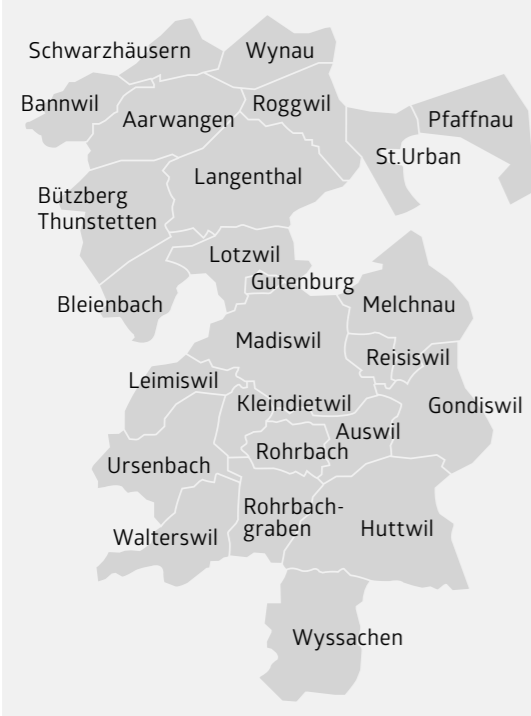 Schwarzhäusern
Wynau
Bannwil
Aarwangen
Roggwil
Pfaffnau
St.Urban
Langenthal
Bützberg
Thunstetten
Lotzwil
Gutenburg
Bleienbach
Melchnau
Madiswil
Reisiswil
Leimiswil
Kleindietwil
Gondiswil
Auswil
Rohrbach
Ursenbach
Rohrbach-
graben
Walterswil
Huttwil
Wyssachen